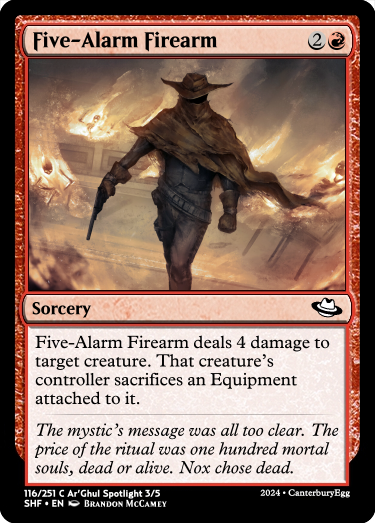 Five-Alarm Firearm 2
Sorcery
Five-Alarm Firearm deals 4 damage to
target creature. That creature's
controller sacrifices an Equipment
attached to it.
The mystic's message was all too clear. The
price of the ritual was one hundred mortal
souls, dead or alive. Nox chose dead.
116/251 C Ar'Ghul Spotlight 3/5
SHF • EN Brandon McCamey
2024 • CanterburyEgg